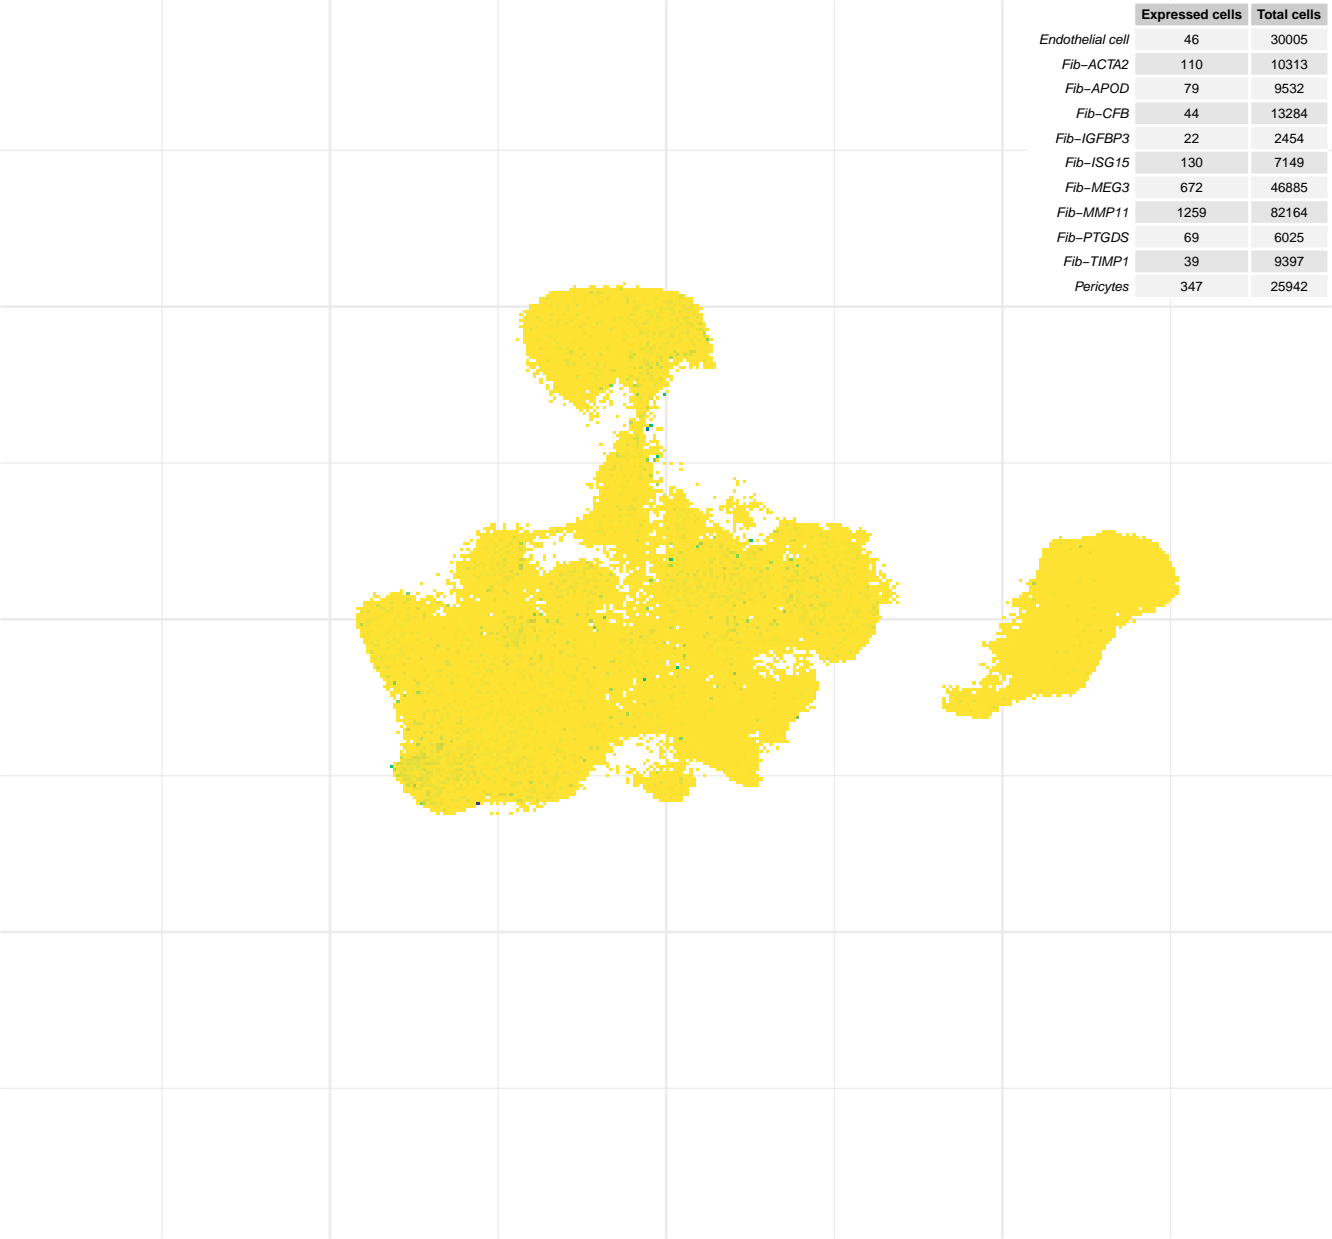 Expressed cells Total cells
Endothelial cell 46 30005
Fib−ACTA2 110 10313
Fib−APOD 79 9532
Fib−CFB 44 13284
Fib−IGFBP3 22 2454
Fib−ISG15 130 7149
Fib−MEG3 672 46885
Fib−MMP11 1259 82164
Fib−PTGDS 69 6025
Fib−TIMP1 39 9397
Pericytes 347 25942